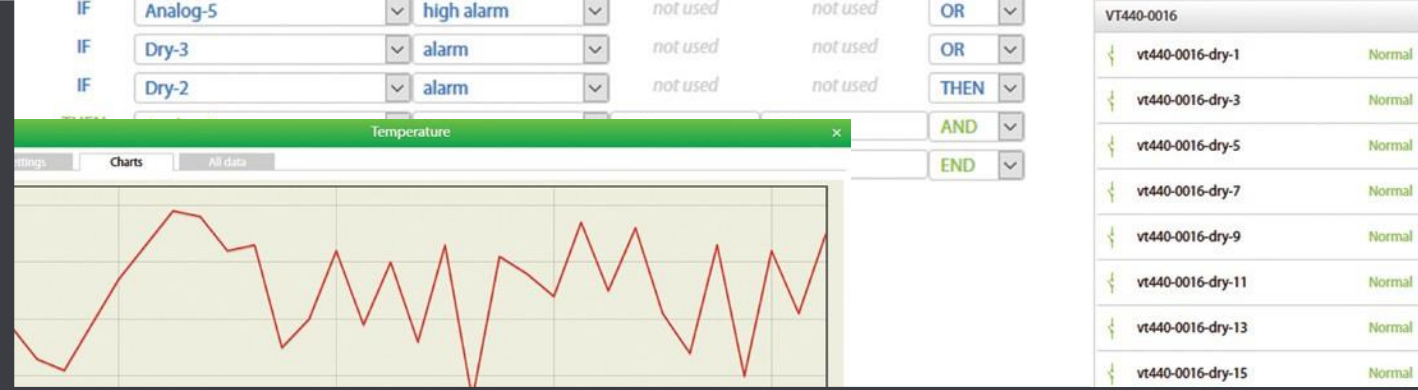 IF Analog-5 high alarm not used not used OR
IF Dry-3 alarm not used not used OR
IF Dry-2 alarm not used not used THEN
AND
END
Temperature ×
Charts All data
VT440-0016
vt440-0016-dry-1 Normal
vt440-0016-dry-3 Normal
vt440-0016-dry-5 Normal
vt440-0016-dry-7 Normal
vt440-0016-dry-9 Normal
vt440-0016-dry-11 Normal
vt440-0016-dry-13 Normal
vt440-0016-dry-15 Normal